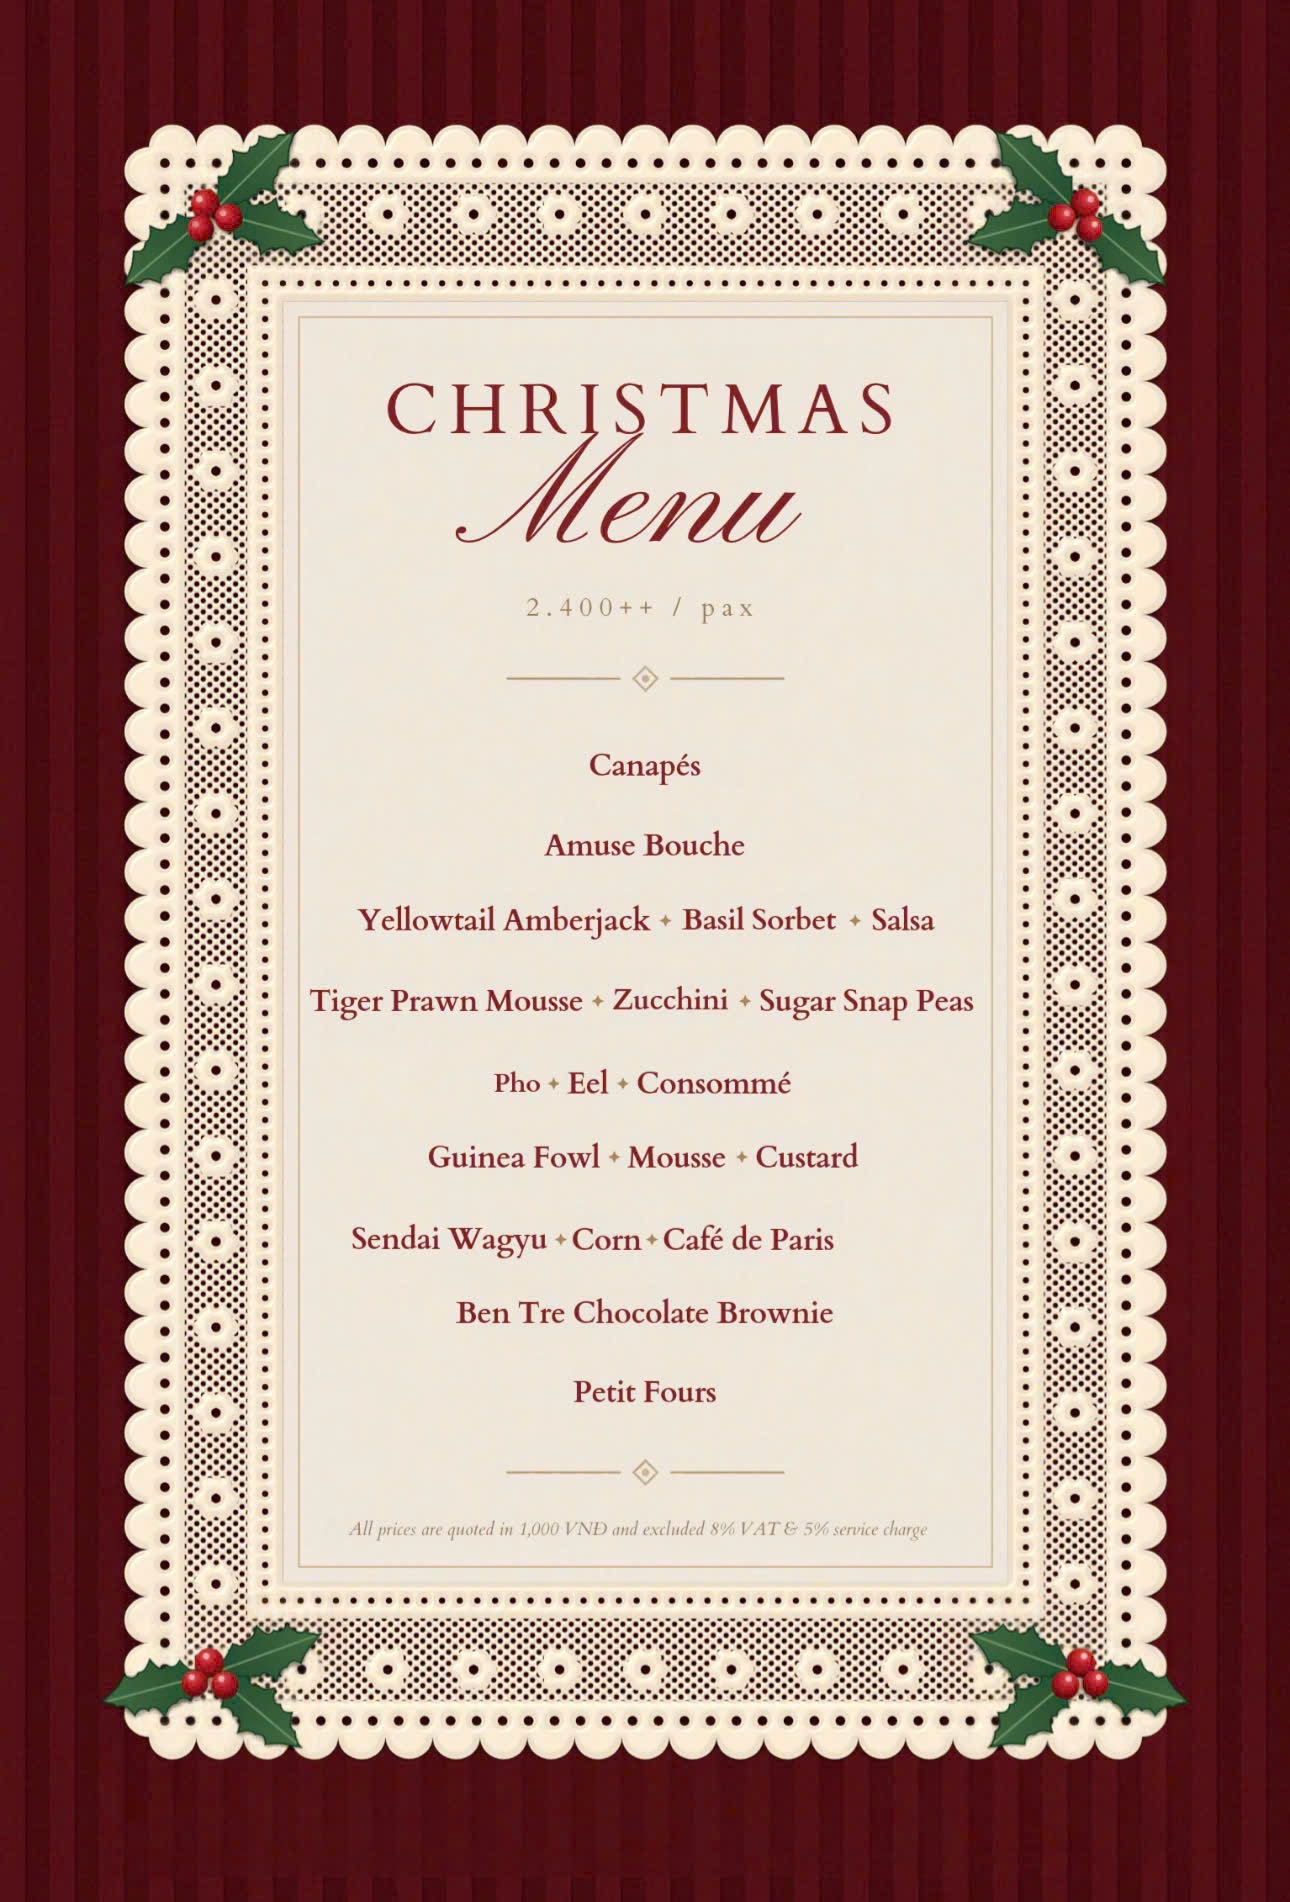 CHRISTMAS
Menu
2.400++ / pax
Canapés
Amuse Bouche
Yellowtail Amberjack ✦ Basil Sorbet ✦ Salsa
Tiger Prawn Mousse ✦ Zucchini ✦ Sugar Snap Peas
Pho ✦ Eel ✦ Consommé
Guinea Fowl ✦ Mousse ✦ Custard
Sendai Wagyu ✦ Corn ✦ Café de Paris
Ben Tre Chocolate Brownie
Petit Fours
All prices are quoted in 1,000 VNĐ and excluded 8% VAT & 5% service charge